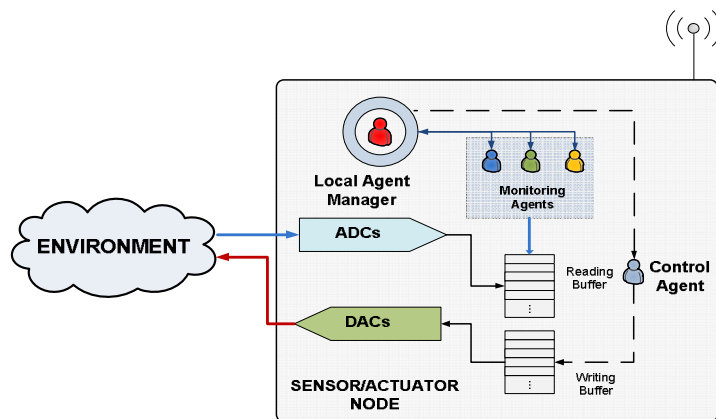 Local Agent
Manager
Monitoring
Agents
ENVIRONMENT
ADCs
Reading
Buffer
Control
Agent
DACs
Writing
Buffer
SENSOR/ACTUATOR
NODE